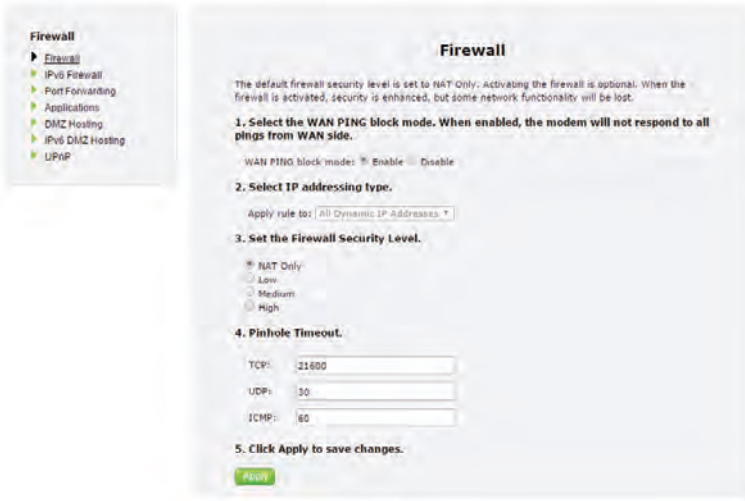 Firewall
Firewall
IPv6 Firewall
Port Forwarding
Applications
DMZ Hosting
IPv6 DMZ Hosting
UPnP
Firewall
The default firewall security level is set to NAT Only. Activating the firewall is optional. When the
firewall is activated, security is enhanced, but some network functionality will be lost.
1. Select the WAN PING block mode. When enabled, the modem will not respond to all
pings from WAN side.
WAN PING block mode: Enable Disable
2. Select IP addressing type.
Apply rule to: All Dynamic IP Addresses
3. Set the Firewall Security Level.
NAT Only
Low
Medium
High
4. Pinhole Timeout.
TCP: 21600
UDP: 30
ICMP: 60
5. Click Apply to save changes.
Apply